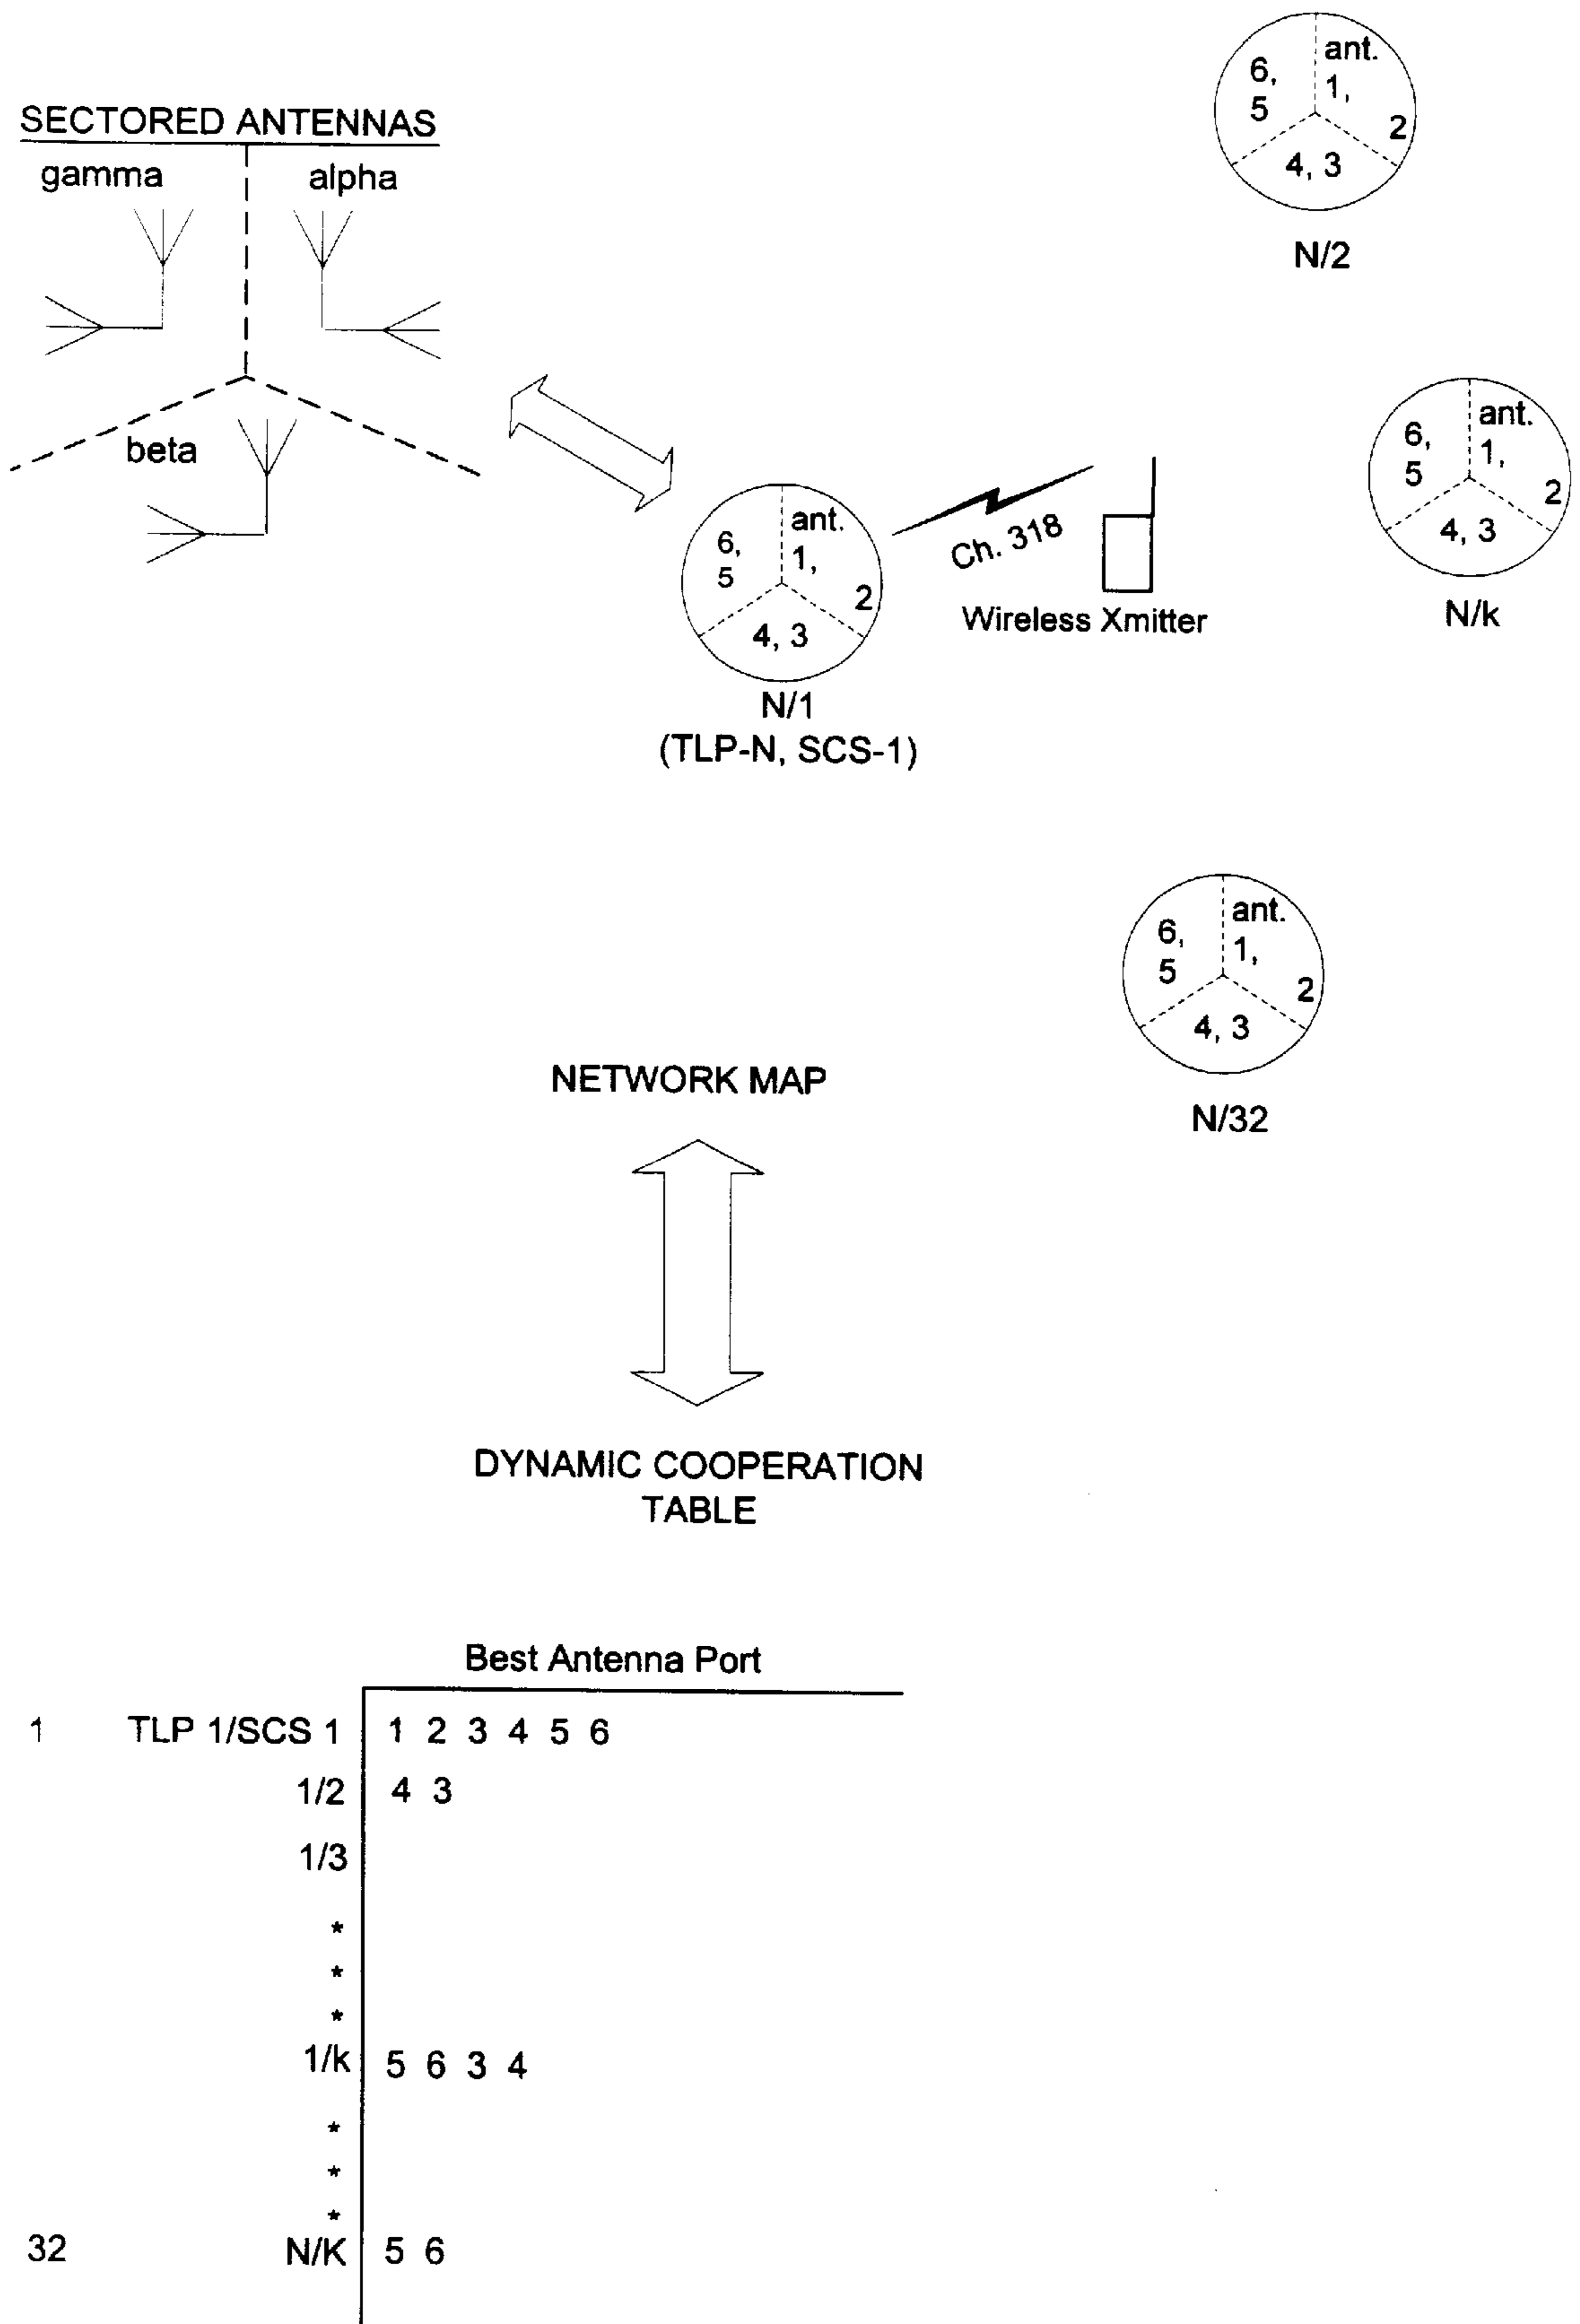 SECTORED ANTENNAS
gamma
alpha
beta
6,
5
ant.
1,
2
4, 3
N/2
6,
5
ant.
1,
2
4, 3
N/k
6,
5
ant.
1,
2
4, 3
N/1
(TLP-N, SCS-1)
Ch. 318
Wireless Xmitter
6,
5
ant.
1,
2
4, 3
N/32
NETWORK MAP
DYNAMIC COOPERATION
TABLE
Best Antenna Port
1 TLP 1/SCS 1 1 2 3 4 5 6
1/2 4 3
1/3
*
*
*
1/k 5 6 3 4
*
*
*
32 N/K 5 6